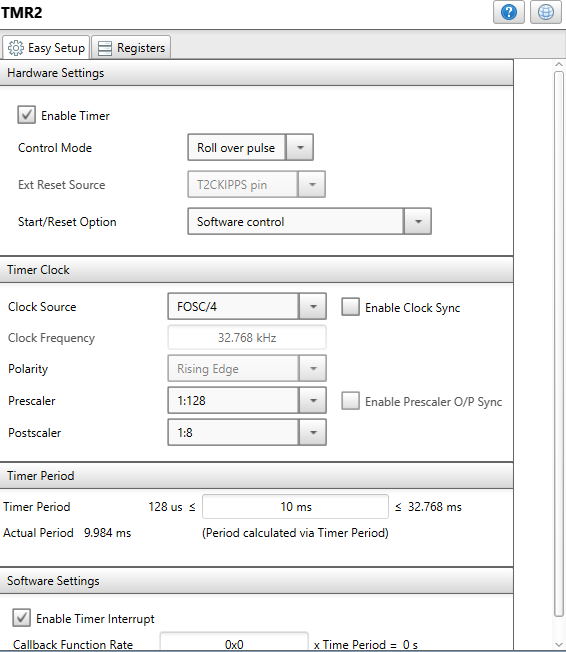 TMR2
Easy Setup Registers
Hardware Settings
Enable Timer
Control Mode Roll over pulse
Ext Reset Source T2CKIPPS pin
Start/Reset Option Software control
Timer Clock
Clock Source FOSC/4 Enable Clock Sync
Clock Frequency 32.768 kHz
Polarity Rising Edge
Prescaler 1:128 Enable Prescaler O/P Sync
Postscaler 1:8
Timer Period
Timer Period 128 us ≤ 10 ms ≤ 32.768 ms
Actual Period 9.984 ms (Period calculated via Timer Period)
Software Settings
Enable Timer Interrupt
Callback Function Rate 0x0 x Time Period = 0 s